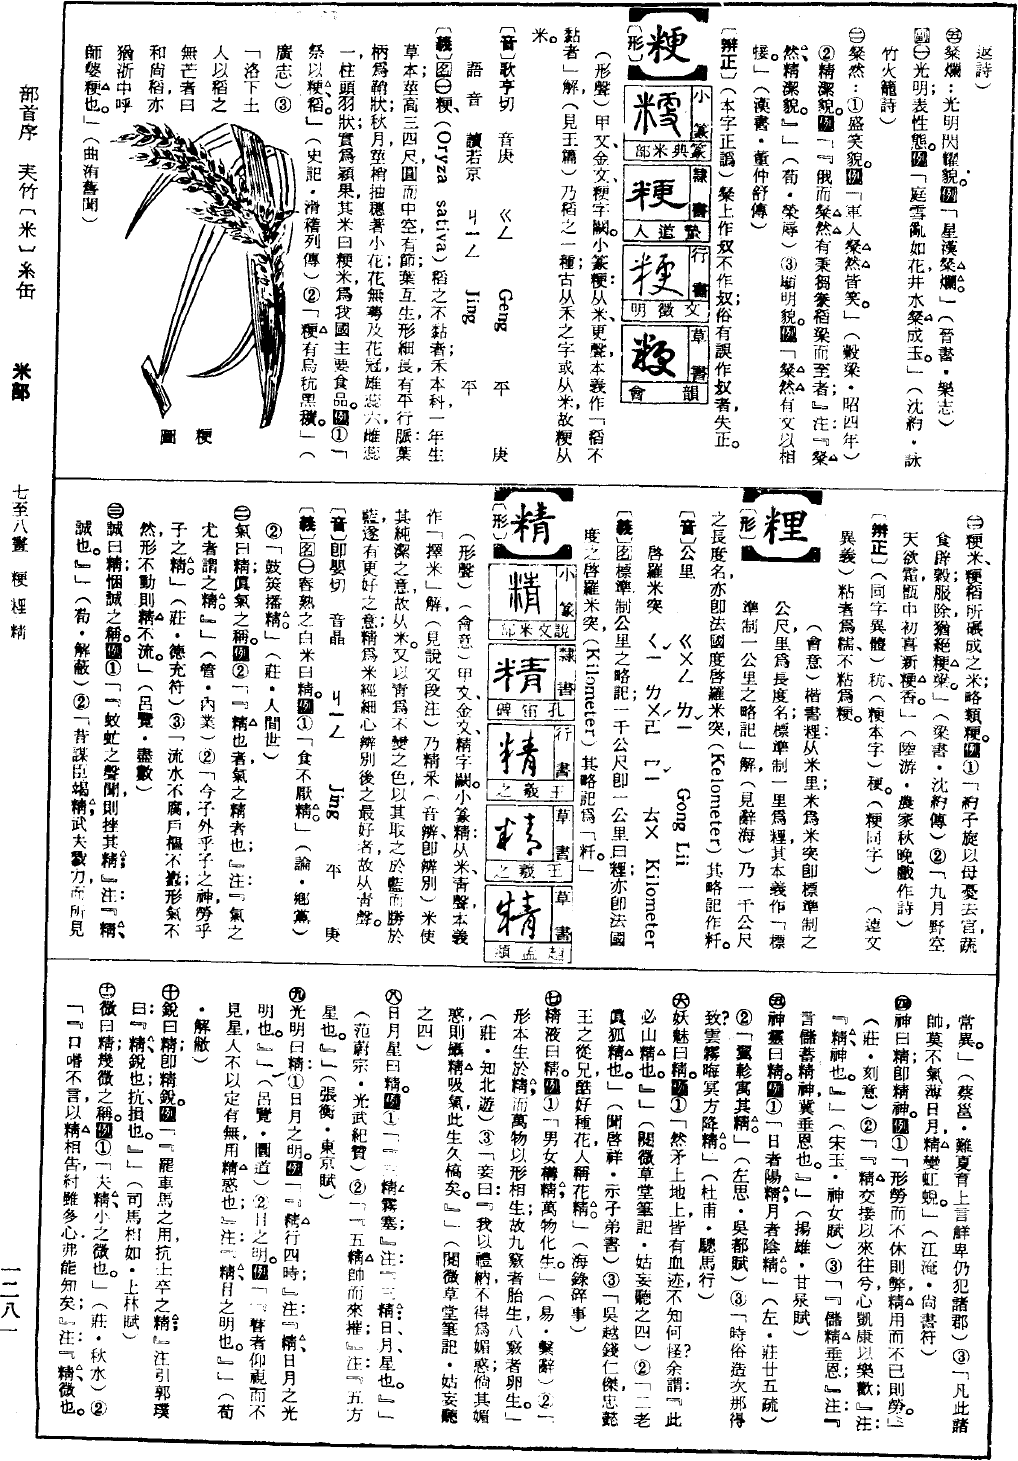 返詩）
㊄粲爛：光明閃耀貌。例「星漢粲爛。」（晉書·樂志）
副㊀光明表性態。例「庭雪亂如花井水粲成玉。」（沈約·詠
竹火籠詩）
㊁粲然：①盛笑貌。例「軍人粲然皆笑。」（穀梁·昭四年）
②精潔貌。例「『俄而粲然有秉芻豢稻粱而至者』注『粲
然精潔貌。』」（荀·榮辱）③顯明貌。例「粲然有文以相
接。」（漢書·董仲舒傳）
〔辨正〕（本字正譌）粲上作𣦼不作奴俗有誤作奴者失正。
粳
〔形〕
小篆
篆典米部
隸書
繫道人
行書
文徵明
草書
韻會
（形聲）甲文、金文粳字闕。小篆粳：从米、更聲，本義作「稻不
黏者」解（見玉篇）乃稻之一種；古从禾之字或从米，故粳从
米。
〔音〕歌亨切　音庚　ㄍㄥ　Geng　平　庚
語音　讀若京　ㄐㄧㄥ　Jing　平
〔義〕名㊀粳（Oryza sativa）稻之不黏者；禾本科，一年生
草本；莖高三四尺，圓而中空，有節；葉互生，形細長，有平行脈；葉
柄爲鞘狀；秋月莖梢抽穗，著小花，花無萼及花冠，雄蕊六，雌蕊
一，柱頭羽狀；實爲穎果；其米曰粳米，爲我國主要食品。例①「
祭以粳稻。」（史記·滑稽列傳）②「粳有烏秔黑穬。」（
廣志）③
「洛下土
人以稻之
無芒者曰
和尚稻亦
猶浙中呼
師婆粳也。」（曲洧舊聞）
粳圖
㊁粳米、粳稻所碾成之米略類粳。例①「約子旋以母憂去官蔬
食辟穀服除猶絕粳粱。」（梁書·沈約傳）②「九月野空
天欲霜甑中初喜新粳香。」（陸游·農家秋晚戲作詩）
〔辨正〕（同字異體）秔（粳本字）稉。（粳同字）（遠文
異義）粘者爲糯不粘爲粳。
粴
〔形〕
（會意）楷書粴：从米里，米爲米突，卽標準制之
公尺，里爲長度名；標準制一里爲粴；其本義作「標
準制一公里之略記」解（見辭海）乃一千公尺
之長度名，亦卽法國度啓羅米突（Kelometer）其略記作粁。
〔音〕公里　ㄍㄨㄥ ㄌㄧˇ　Gong Lii
啓羅米突　ㄑㄧˇ ㄌㄨㄛˊ ㄇㄧˇ ㄊㄨ　Kilometer
〔義〕名標準制公里之略記；一千公尺卽一公里曰粴；亦卽法國
度之啓羅米突（Kilometer）其略記爲「粁。」
精
〔形〕
小篆
說文米部
隸書
孔宙碑
行書
王羲之
草書
王羲之
草書
趙孟頫
（形聲）（會意）甲文、金文精字闕。小篆精：从米、青聲，本義
作「擇米」解，（見說文段注）乃精釆（音辨，卽辨別）米使
其純潔之意，故从米。又以青爲不變之色，以其取之於藍而勝於
藍，遂有更好之意；精爲米經細心辨別後之最好者，故从青聲。
〔音〕卽嬰切　音晶　ㄐㄧㄥ　Jing　平　庚
〔義〕名㊀舂熟之白米曰精。例①「食不厭精。」（論·鄉黨）
②「鼓筴播精。」（莊·人間世）
㊁氣曰精、眞氣之稱。例②「『精也者氣之精者也』注『氣之
尤者謂之精。』」（管·內業）②「今子外乎子之神勞乎
子之精。」（莊·德充符）③「流水不腐戶樞不螻形氣不
然形不動則精不流。」（呂覽·盡數）
㊂誠曰精、悃誠之稱。例①「『蚊虻之聲聞則挫其精』注『精、
誠也。』」（荀·解蔽）②「昔謀臣竭精武夫戮力而所見
常異。」（蔡邕·難夏育上言鮮卑仍犯諸郡）③「凡此諸
帥莫不氣海日月精變虹蜺。」（江淹·尚書符）
㊃神曰精、卽精神。例①「形勞而不休則弊精用而不已則勞。」
（莊·刻意）②「『精交接以來往兮心凱康以樂歡』注
『精神也。』」（宋玉·神女賦）③「『儲精垂恩』注『
言儲蓄精神冀垂恩也。』」（揚雄·甘泉賦）
㊄神靈曰精。例①「日者陽精月者陰精。」（左·莊廿五疏）
②「翼軫寓其精。」（左思·吳都賦）③「時俗造次那得
致雲霧晦冥方降精。」（杜甫·驄馬行）
㊅妖魅曰精。例①「然矛上地上皆有血迹不知何怪余謂『此
必山精也。』」（閱微草堂筆記·姑妄聽之四）②「二老
眞狐精也。」（聞啓祥·示子弟書）③「吳越錢仁傑忠懿
王之從兄酷好種花人稱花精。」（海錄碎事）
㊆精液曰精。例①「男女構精萬物化生。」（易·繫辭）②「
形本生於精而萬物以形相生故九竅者胎生八竅者卵生。」
（莊·知北遊）③「妾曰『我以禮納不得爲媚惑倘其媚
惑則攝精吸氣此生久槁矣。』」（閱微草堂筆記·姑妄聽
之四）
㊇日月星曰精。例①「『三精霧塞』注『三精：日、月、星也。』」
（范蔚宗·光武紀贊）②「『五精帥而來摧』注『五方
星也。』」（張衡·東京賦）
㊈光明曰精：①日月之明。例「『精行四時』注『精日月之光
明也。』」（呂覽·圜道）②目之明。例「『瞽者仰視而不
見星人不以定有無用精惑也』注『精目之明也。』」（荀
·解蔽）
㊉銳曰精、卽精銳。例「『罷車馬之用抗士卒之精』注引郭璞
曰『精、銳也；抗、損也。』」（司馬相如·上林賦）
㊉㊀微曰精、幾微之稱。例①「夫精小之微也。」（莊·秋水）②
「『口㗜不言以精相告紂雖多心弗能知矣』注『精微也。
部首序　 竹〔米〕糸缶
米部
七至八畫　粳 粴 精
一二八一